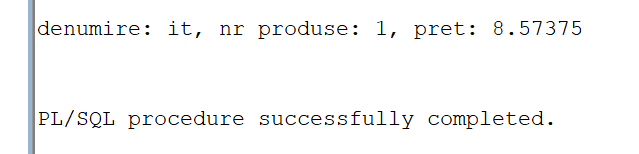 denumire: it, nr produse: 1, pret: 8.57375
PL/SQL procedure successfully completed.